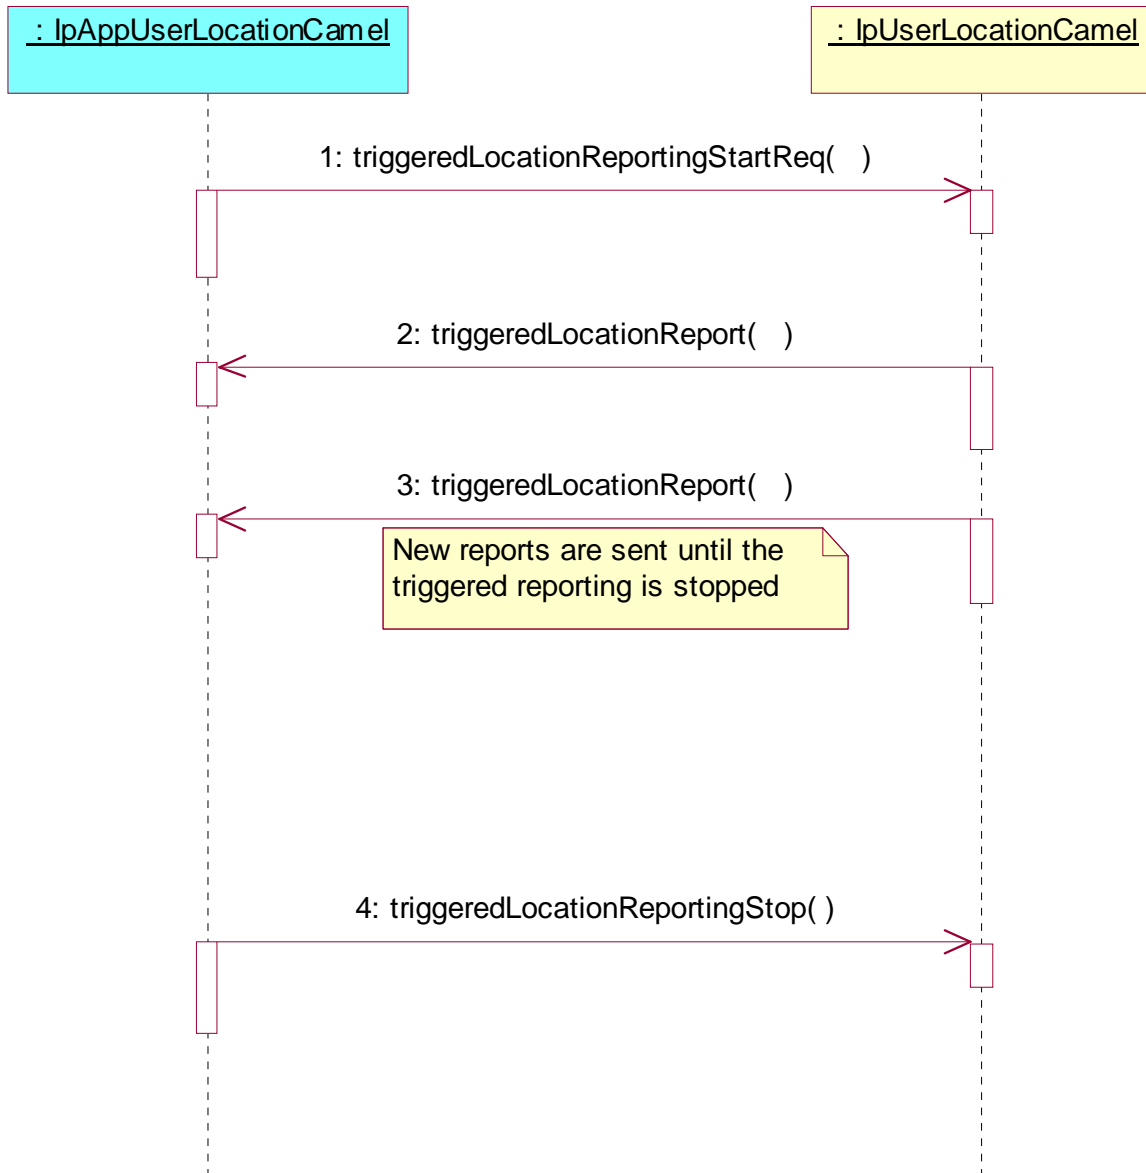 : IpAppUserLocationCamel
: IpUserLocationCamel
1: triggeredLocationReportingStartReq(   )
2: triggeredLocationReport(   )
3: triggeredLocationReport(   )
New reports are sent until the
triggered reporting is stopped
4: triggeredLocationReportingStop( )